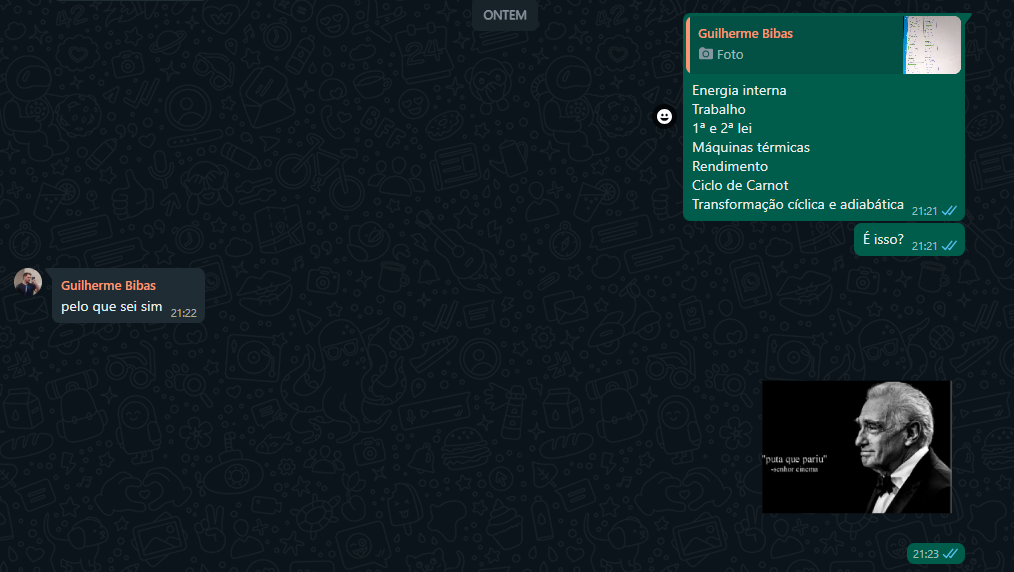 ONTEM
Guilherme Bibas
Foto
Energia interna
Trabalho
1ª e 2ª lei
Máquinas térmicas
Rendimento
Ciclo de Carnot
Transformação cíclica e adiabática
21:21
É isso?
21:21
Guilherme Bibas
pelo que sei sim
21:22
"puta que pariu"
-senhor cinema
21:23